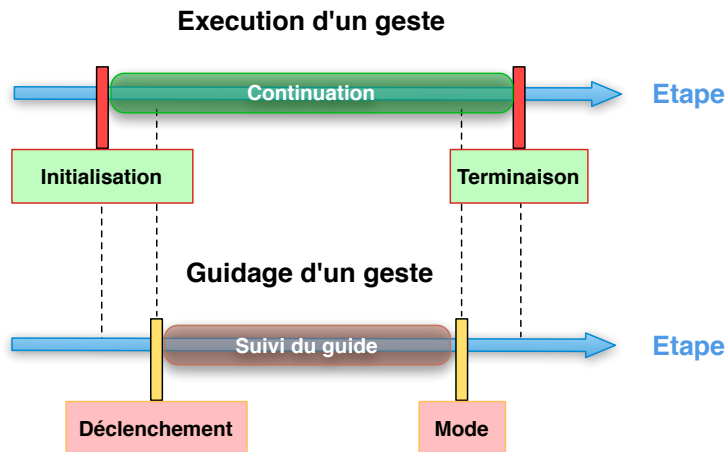 Execution d'un geste
Continuation
Etape
Initialisation
Terminaison
Guidage d'un geste
Suivi du guide
Etape
Déclenchement
Mode